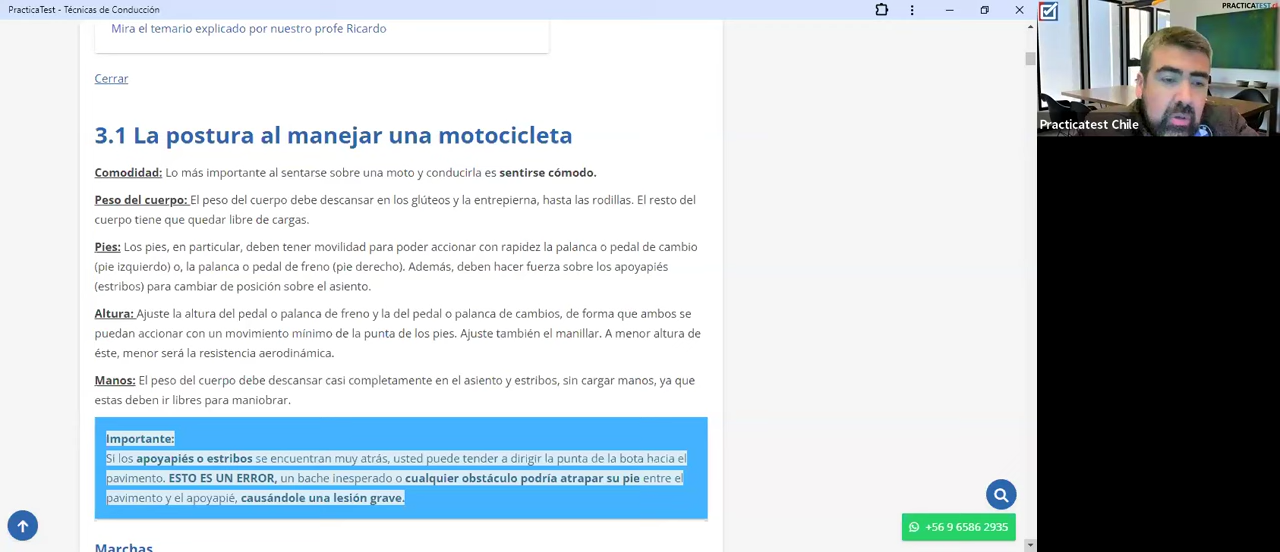 PracticaTest - Técnicas de Conducción
Mira el temario explicado por nuestro profe Ricardo
Cerrar
3.1 La postura al manejar una motocicleta
Comodidad: Lo más importante al sentarse sobre una moto y conducirla es sentirse cómodo.
Peso del cuerpo: El peso del cuerpo debe descansar en los glúteos y la entrepierna, hasta las rodillas. El resto del
cuerpo tiene que quedar libre de cargas.
Pies: Los pies, en particular, deben tener movilidad para poder accionar con rapidez la palanca o pedal de cambio
(pie izquierdo) o, la palanca o pedal de freno (pie derecho). Además, deben hacer fuerza sobre los apoyapiés
(estribos) para cambiar de posición sobre el asiento.
Altura: Ajuste la altura del pedal o palanca de freno y la del pedal o palanca de cambios, de forma que ambos se
puedan accionar con un movimiento mínimo de la punta de los pies. Ajuste también el manillar. A menor altura de
éste, menor será la resistencia aerodinámica.
Manos: El peso del cuerpo debe descansar casi completamente en el asiento y estribos, sin cargar manos, ya que
estas deben ir libres para maniobrar.
Importante:
Si los apoyapiés o estribos se encuentran muy atrás, usted puede tender a dirigir la punta de la bota hacia el
pavimento. ESTO ES UN ERROR, un bache inesperado o cualquier obstáculo podría atrapar su pie entre el
pavimento y el apoyapié, causándole una lesión grave.
Marchas
+56 9 6586 2935
PRACTICATEST
Practicatest Chile